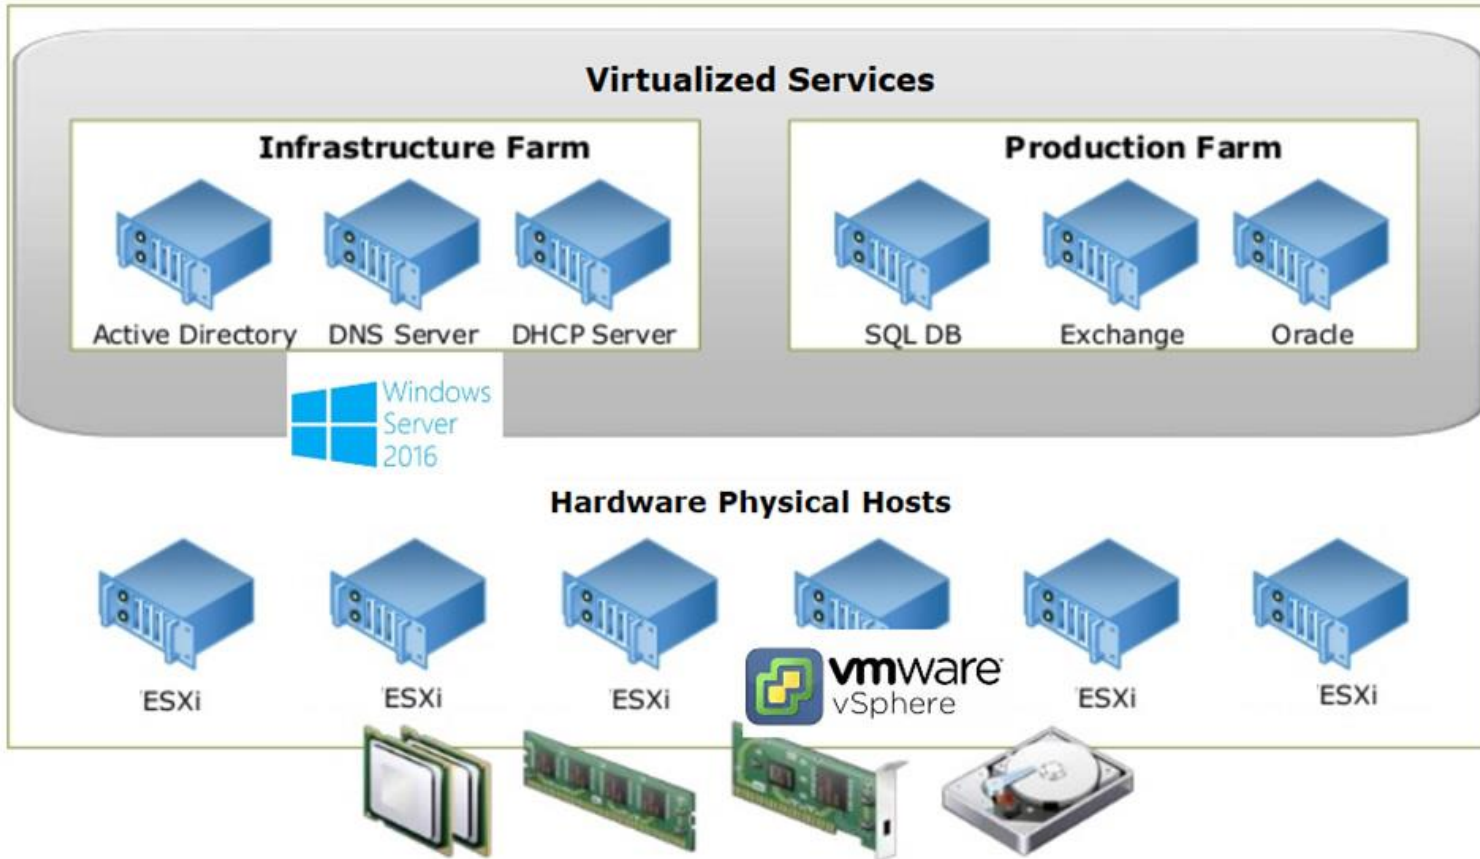 Virtualized Services
Infrastructure Farm
Production Farm
Active Directory
DNS Server
DHCP Server
SQL DB
Exchange
Oracle
Windows
Server
2016
Hardware Physical Hosts
'ESXi
'ESXi
'ESXi
vmware
vSphere
'ESXi
'ESXi